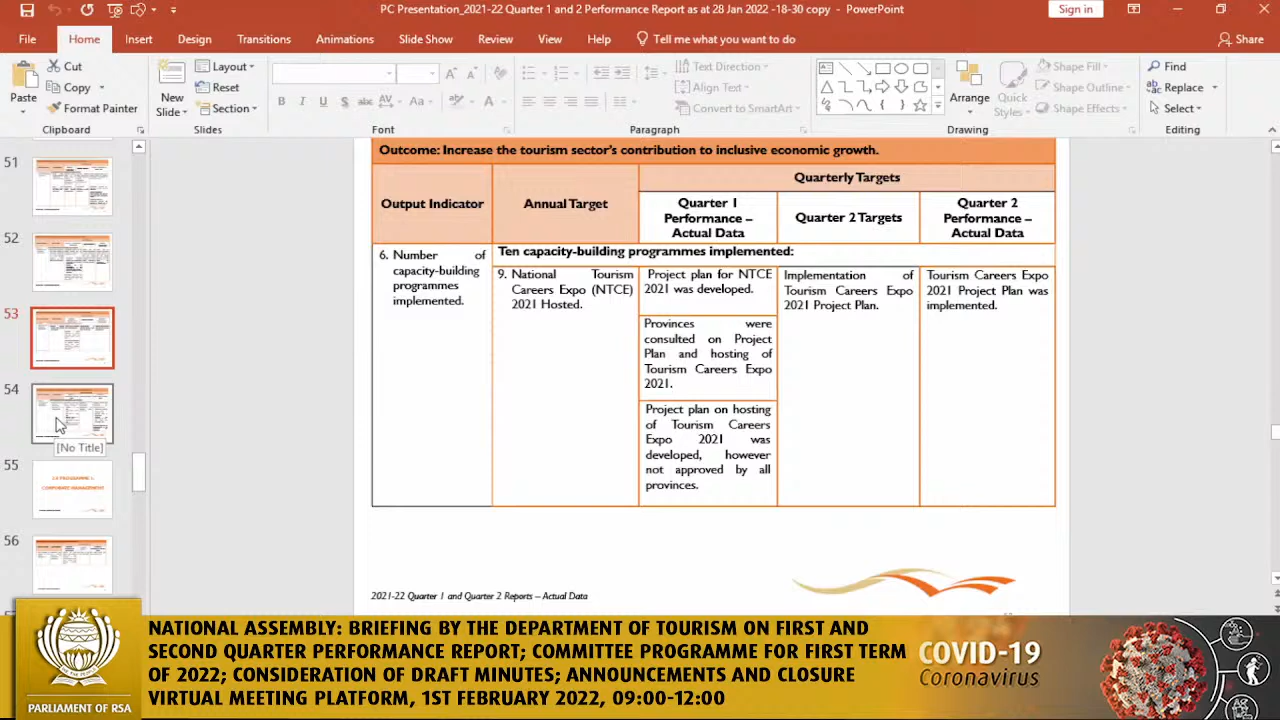 PC Presentation_2021-22 Quarter 1 and 2 Performance Report as at 28 Jan 2022 -18-30 copy - PowerPoint
Sign in
File
Home
Insert
Design
Transitions
Animations
Slide Show
Review
View
Help
Tell me what you want to do
Share
Paste
Cut
Copy
Format Painter
Clipboard
New
Slide
Layout
Reset
Section
Slides
B I U S abc AV Aa A
Font
Text Direction
Align Text
Convert to SmartArt
Paragraph
Arrange
Quick
Styles
Shape Fill
Shape Outline
Shape Effects
Drawing
Find
Replace
Select
Editing
51
52
53
54
[No Title]
55
56
Outcome: Increase the tourism sector's contribution to inclusive economic growth.
Output Indicator
Annual Target
Quarterly Targets
Quarter 1
Performance –
Actual Data
Quarter 2 Targets
Quarter 2
Performance –
Actual Data
6. Number of
capacity-building
programmes
implemented.
Ten capacity-building programmes implemented:
9. National Tourism
Careers Expo (NTCE)
2021 Hosted.
Project plan for NTCE
2021 was developed.
Provinces were
consulted on Project
Plan and hosting of
Tourism Careers Expo
2021.
Project plan on hosting
of Tourism Careers
Expo 2021 was
developed, however
not approved by all
provinces.
Implementation of
Tourism Careers Expo
2021 Project Plan.
Tourism Careers Expo
2021 Project Plan was
implemented.
2021-22 Quarter 1 and Quarter 2 Reports – Actual Data
PARLIAMENT OF RSA
NATIONAL ASSEMBLY: BRIEFING BY THE DEPARTMENT OF TOURISM ON FIRST AND
SECOND QUARTER PERFORMANCE REPORT; COMMITTEE PROGRAMME FOR FIRST TERM
OF 2022; CONSIDERATION OF DRAFT MINUTES; ANNOUNCEMENTS AND CLOSURE
VIRTUAL MEETING PLATFORM, 1ST FEBRUARY 2022, 09:00-12:00
COVID-19
Coronavirus